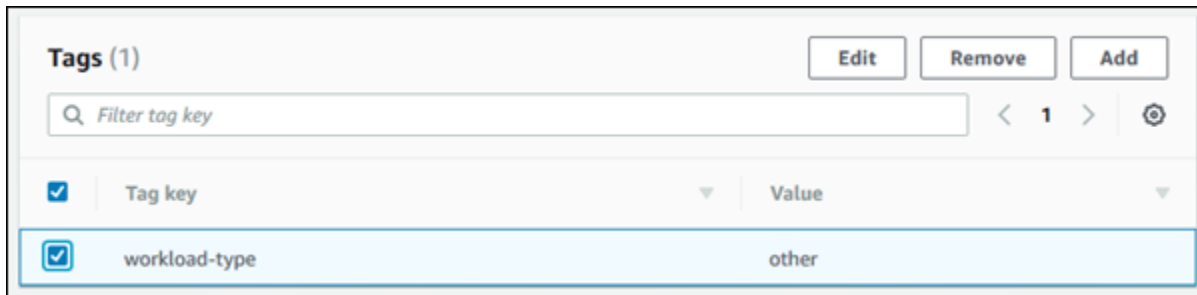 Tags (1) Edit Remove Add
Filter tag key 1
Tag key Value
workload-type other